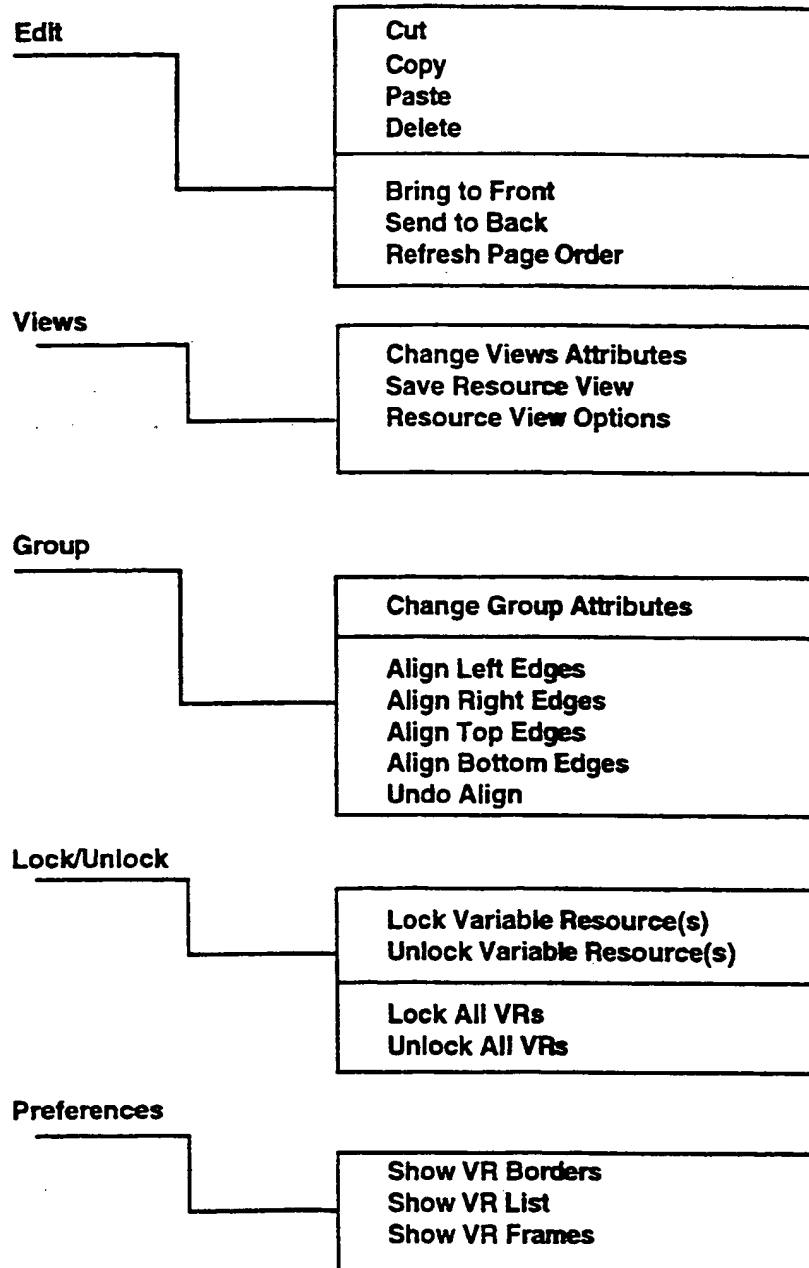 Edit
Cut
Copy
Paste
Delete
Bring to Front
Send to Back
Refresh Page Order
Views
Change Views Attributes
Save Resource View
Resource View Options
Group
Change Group Attributes
Align Left Edges
Align Right Edges
Align Top Edges
Align Bottom Edges
Undo Align
Lock/Unlock
Lock Variable Resource(s)
Unlock Variable Resource(s)
Lock All VRs
Unlock All VRs
Preferences
Show VR Borders
Show VR List
Show VR Frames